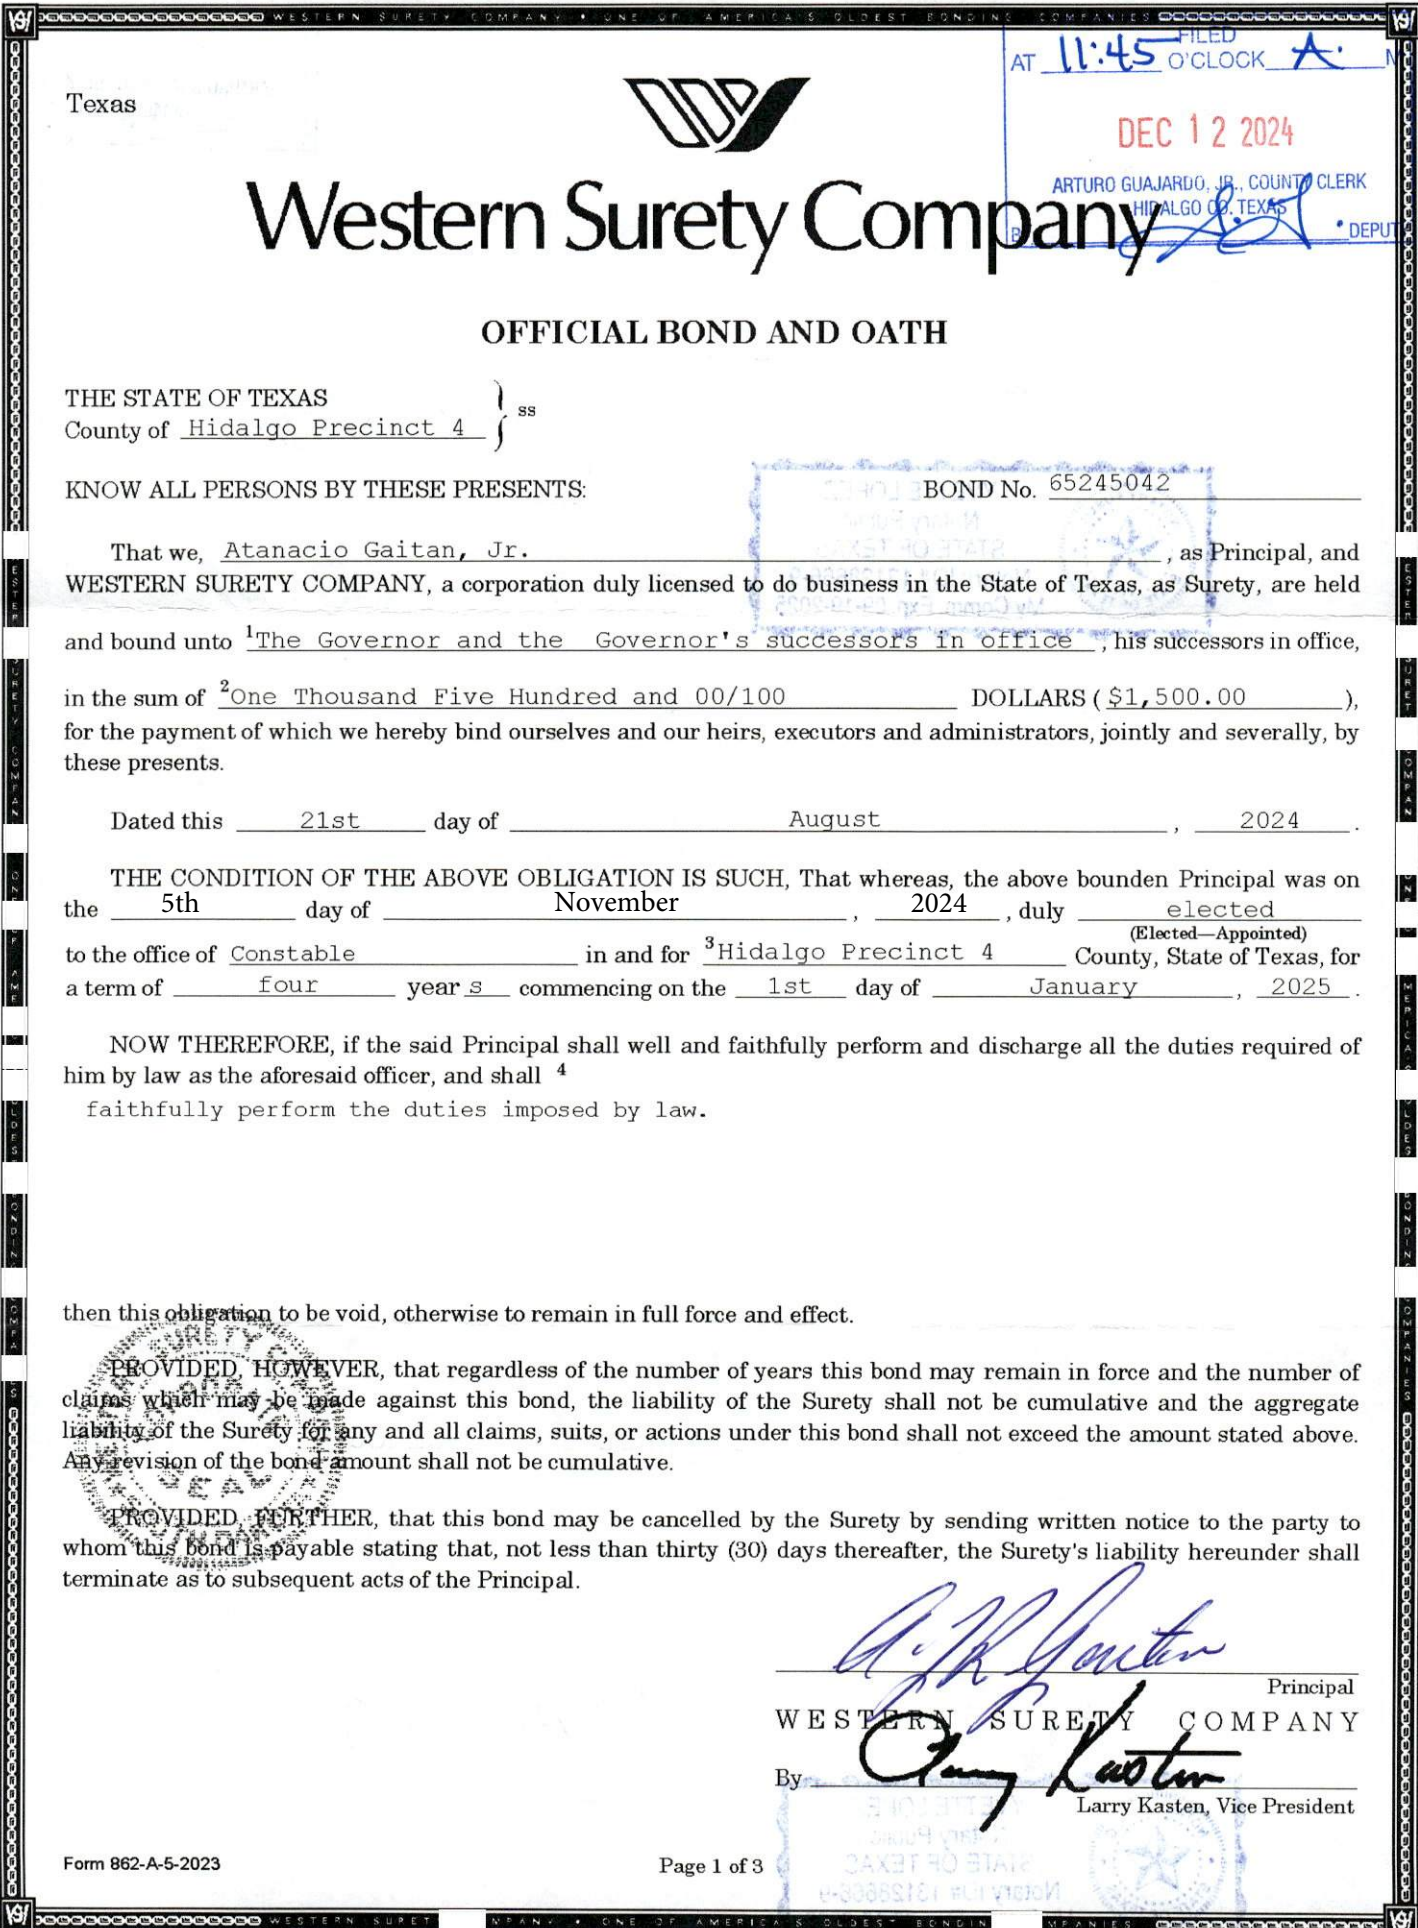 WESTERN SURETY COMPANY • ONE OF AMERICA'S OLDEST BONDING COMPANIES
FILED
AT 11:45 O'CLOCK A. M
Texas
DEC 12 2024
ARTURO GUAJARDO, JR., COUNTY CLERK
HIDALGO CO. TEXAS
DEPUT
Western Surety Company
OFFICIAL BOND AND OATH
THE STATE OF TEXAS
ss
County of Hidalgo Precinct 4
KNOW ALL PERSONS BY THESE PRESENTS: BOND No. 65245042
That we, Atanacio Gaitan, Jr. , as Principal, and
WESTERN SURETY COMPANY, a corporation duly licensed to do business in the State of Texas, as Surety, are held
and bound unto 1The Governor and the Governor's successors in office , his successors in office,
in the sum of 2One Thousand Five Hundred and 00/100 DOLLARS ( $1,500.00 ),
for the payment of which we hereby bind ourselves and our heirs, executors and administrators, jointly and severally, by
these presents.
Dated this 21st day of August , 2024 .
THE CONDITION OF THE ABOVE OBLIGATION IS SUCH, That whereas, the above bounden Principal was on
the 5th day of November , 2024 , duly elected
(Elected—Appointed)
to the office of Constable in and for 3Hidalgo Precinct 4 County, State of Texas, for
a term of four year s commencing on the 1st day of January , 2025 .
NOW THEREFORE, if the said Principal shall well and faithfully perform and discharge all the duties required of
him by law as the aforesaid officer, and shall 4
faithfully perform the duties imposed by law.
then this obligation to be void, otherwise to remain in full force and effect.
PROVIDED, HOWEVER, that regardless of the number of years this bond may remain in force and the number of
claims which may be made against this bond, the liability of the Surety shall not be cumulative and the aggregate
liability of the Surety for any and all claims, suits, or actions under this bond shall not exceed the amount stated above.
Any revision of the bond amount shall not be cumulative.
PROVIDED, FURTHER, that this bond may be cancelled by the Surety by sending written notice to the party to
whom this bond is payable stating that, not less than thirty (30) days thereafter, the Surety's liability hereunder shall
terminate as to subsequent acts of the Principal.
Principal
WESTERN SURETY COMPANY
By
Larry Kasten, Vice President
Form 862-A-5-2023 Page 1 of 3